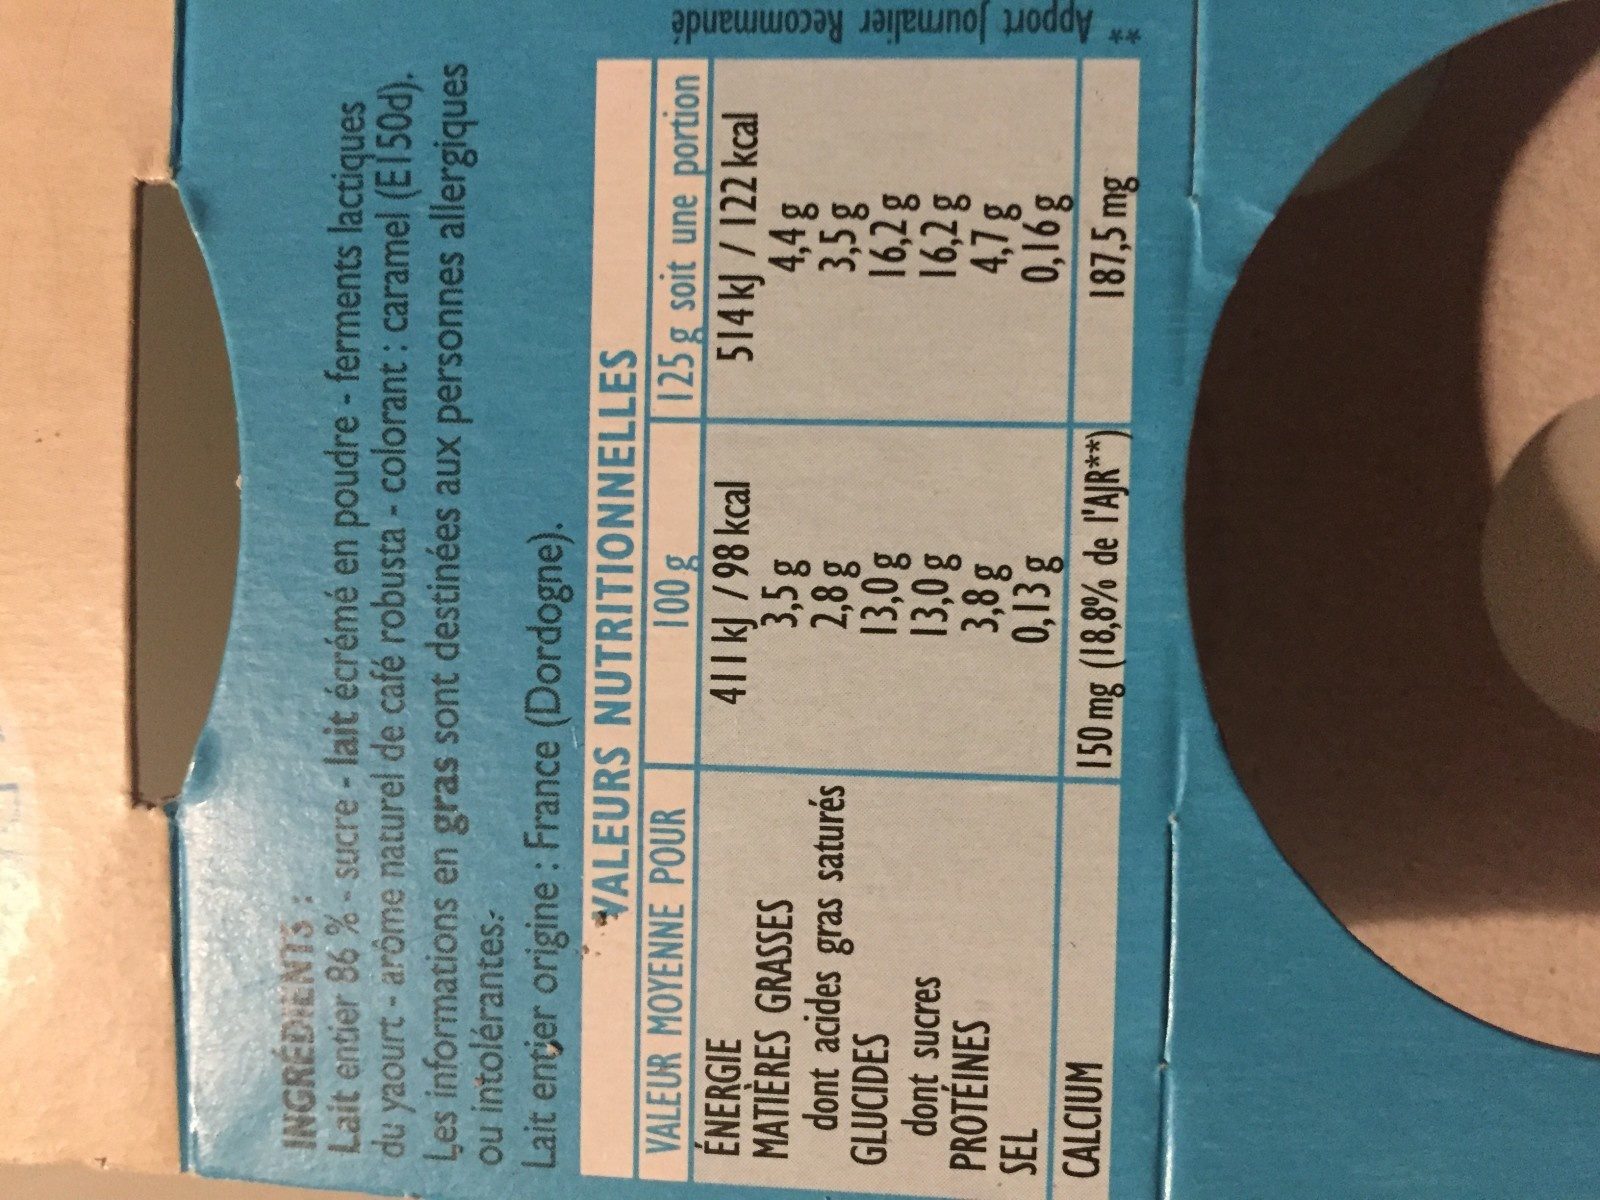 INGRÉDIENTS :
Lait entier 86 % - sucre - lait écrémé en poudre - ferments lactiques
du yaourt - arôme naturel de café robusta - colorant : caramel (E150d).
Les informations en gras sont destinées aux personnes allergiques
ou intolérantes.
Lait entier origine : France (Dordogne).
VALEURS NUTRITIONNELLES
VALEUR MOYENNE POUR 100 g 125 g soit une portion
ÉNERGIE 411 kJ / 98 kcal 514 kJ / 122 kcal
MATIÈRES GRASSES 3,5 g 4,4 g
dont acides gras saturés 2,8 g 3,5 g
GLUCIDES 13,0 g 16,2 g
dont sucres 13,0 g 16,2 g
PROTÉINES 3,8 g 4,7 g
SEL 0,13 g 0,16 g
CALCIUM 150 mg (18,8% de l'AJR**) 187,5 mg
** Apport Journalier Recommandé